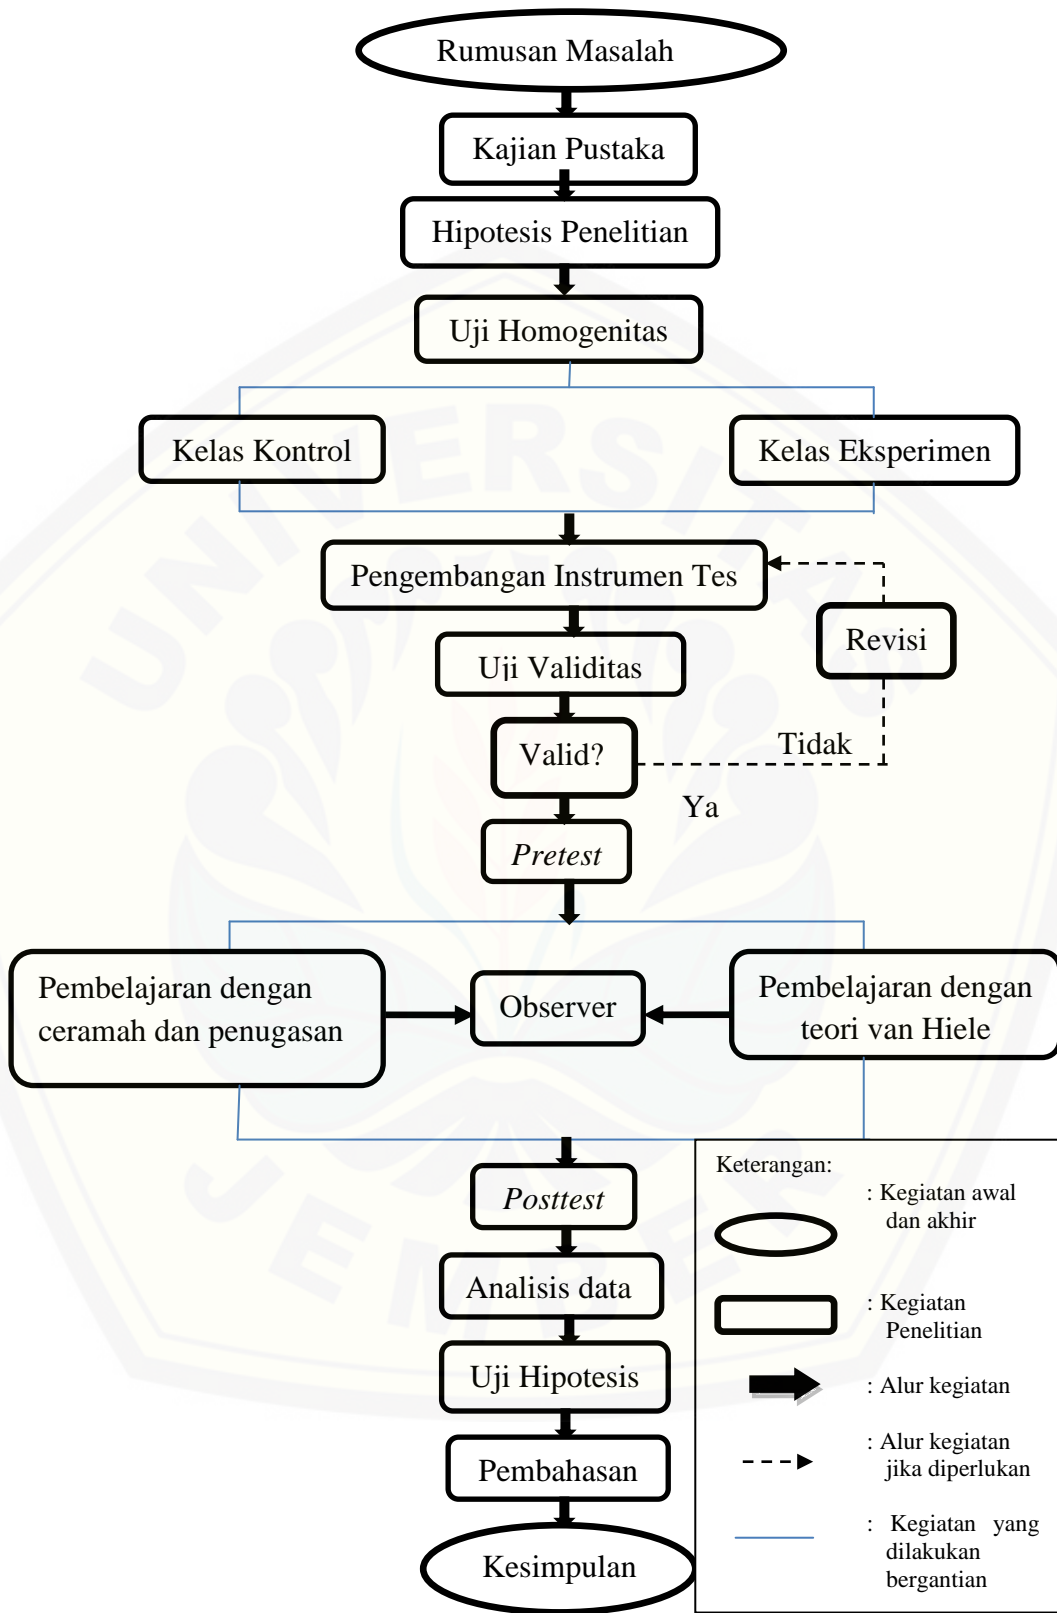 Rumusan Masalah
Kajian Pustaka
Hipotesis Penelitian
Uji Homogenitas
Kelas Kontrol
Kelas Eksperimen
Pengembangan Instrumen Tes
Revisi
Uji Validitas
Valid?
Tidak
Ya
Pretest
Pembelajaran dengan
ceramah dan penugasan
Observer
Pembelajaran dengan
teori van Hiele
Posttest
Analisis data
Uji Hipotesis
Pembahasan
Kesimpulan
Keterangan:
: Kegiatan awal
dan akhir
: Kegiatan
Penelitian
: Alur kegiatan
: Alur kegiatan
jika diperlukan
: Kegiatan yang
dilakukan
bergantian
UNIVERSITAS
JEMBER